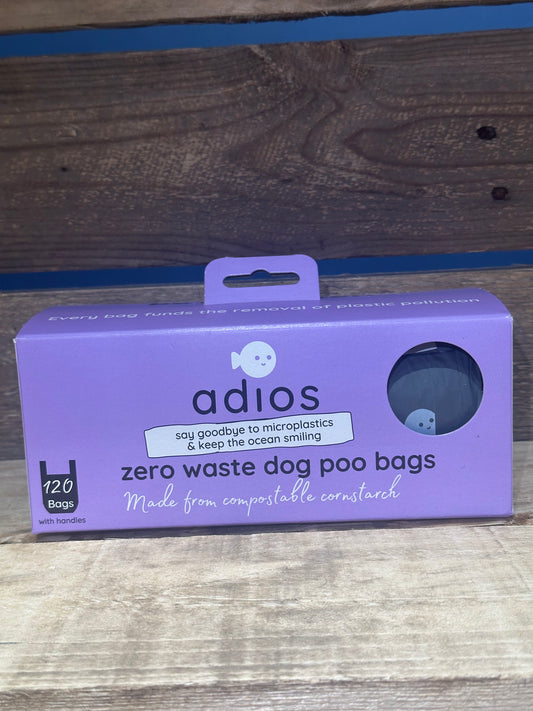 Every bag funds the removal of plastic pollution
adios
say goodbye to microplastics
& keep the ocean smiling
zero waste dog poo bags
Made from compostable cornstarch
120
Bags
with handles